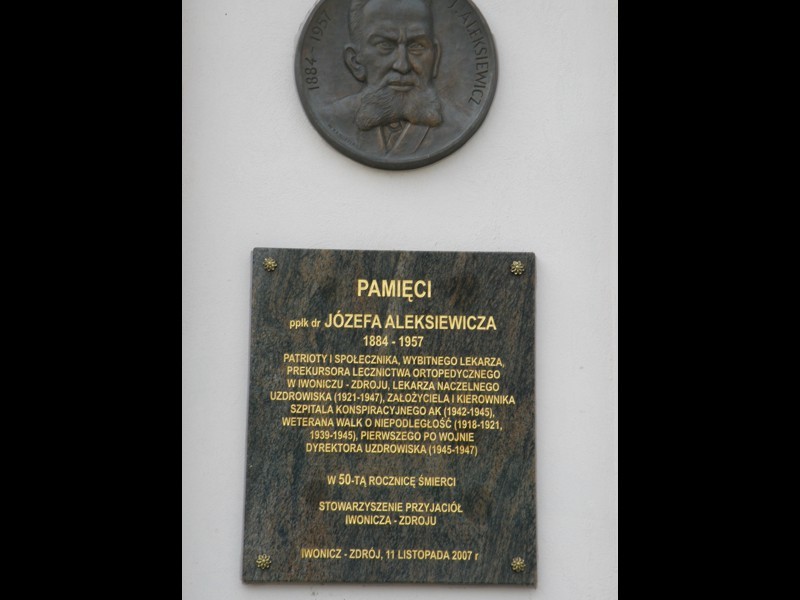 1884 - 1957
ALEKSIEWICZ
PAMIĘCI
ppłk dr JÓZEFA ALEKSIEWICZA
1884 - 1957
PATRIOTY I SPOŁECZNIKA, WYBITNEGO LEKARZA,
PREKURSORA LECZNICTWA ORTOPEDYCZNEGO
W IWONICZU - ZDROJU, LEKARZA NACZELNEGO
UZDROWISKA (1921-1947), ZAŁOŻYCIELA I KIEROWNIKA
SZPITALA KONSPIRACYJNEGO AK (1942-1945),
WETERANA WALK O NIEPODLEGŁOŚĆ (1918-1921,
1939-1945), PIERWSZEGO PO WOJNIE
DYREKTORA UZDROWISKA (1945-1947)
W 50-TĄ ROCZNICĘ ŚMIERCI
STOWARZYSZENIE PRZYJACIÓŁ
IWONICZA - ZDROJU
IWONICZ - ZDRÓJ, 11 LISTOPADA 2007 r